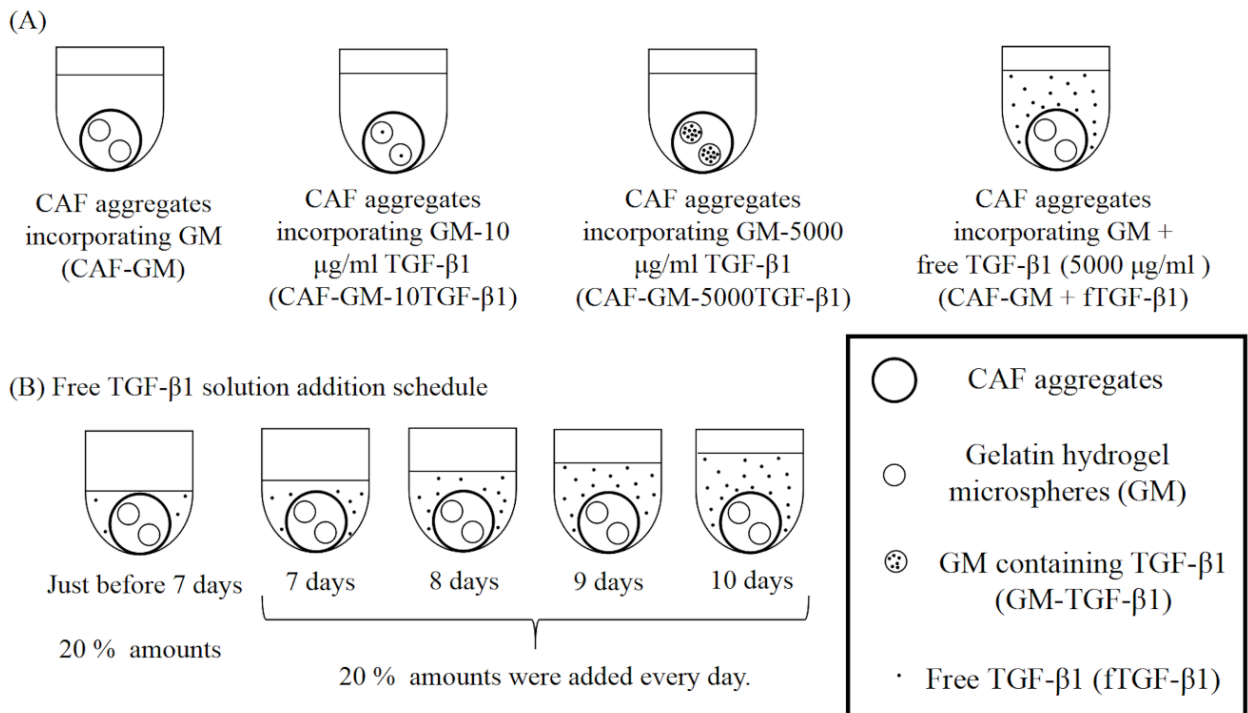 (A)
CAF aggregates
incorporating GM
(CAF-GM)
CAF aggregates
incorporating GM-10
μg/ml TGF-β1
(CAF-GM-10TGF-β1)
CAF aggregates
incorporating GM-5000
μg/ml TGF-β1
(CAF-GM-5000TGF-β1)
CAF aggregates
incorporating GM +
free TGF-β1 (5000 μg/ml )
(CAF-GM + fTGF-β1)
(B) Free TGF-β1 solution addition schedule
Just before 7 days
7 days
8 days
9 days
10 days
20 % amounts
20 % amounts were added every day.
CAF aggregates
Gelatin hydrogel
microspheres (GM)
GM containing TGF-β1
(GM-TGF-β1)
Free TGF-β1 (fTGF-β1)